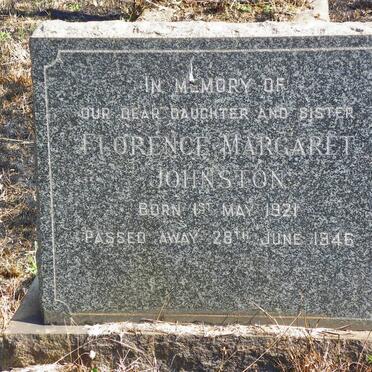 IN MEMORY OF
OUR DEAR DAUGHTER AND SISTER
FLORENCE MARGARET
JOHNSTON
BORN 1ST MAY 1921
PASSED AWAY 28TH JUNE 1946